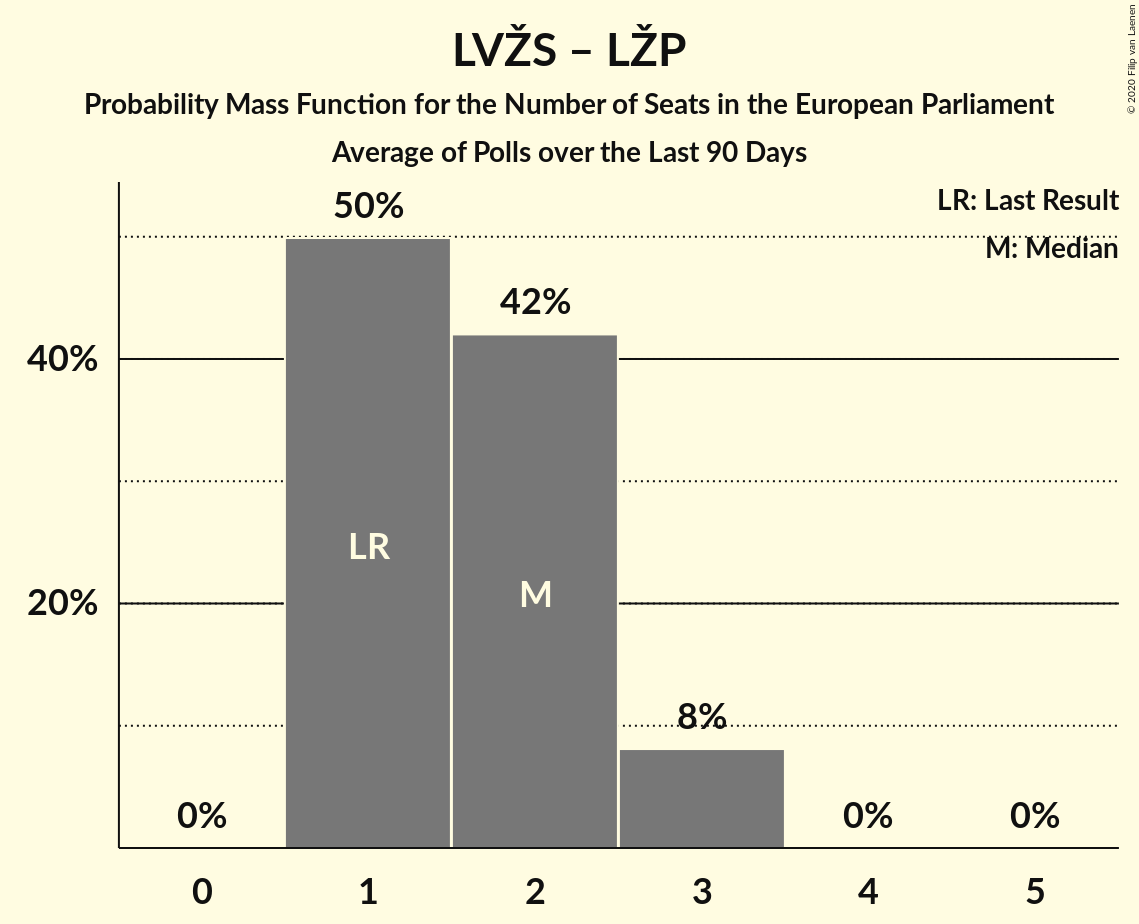 LVŽS – LŽP
Probability Mass Function for the Number of Seats in the European Parliament
Average of Polls over the Last 90 Days
© 2020 Filip van Laenen
LR: Last Result
M: Median
50%
42%
40%
LR
M
20%
8%
0%
0%
0%
0 1 2 3 4 5